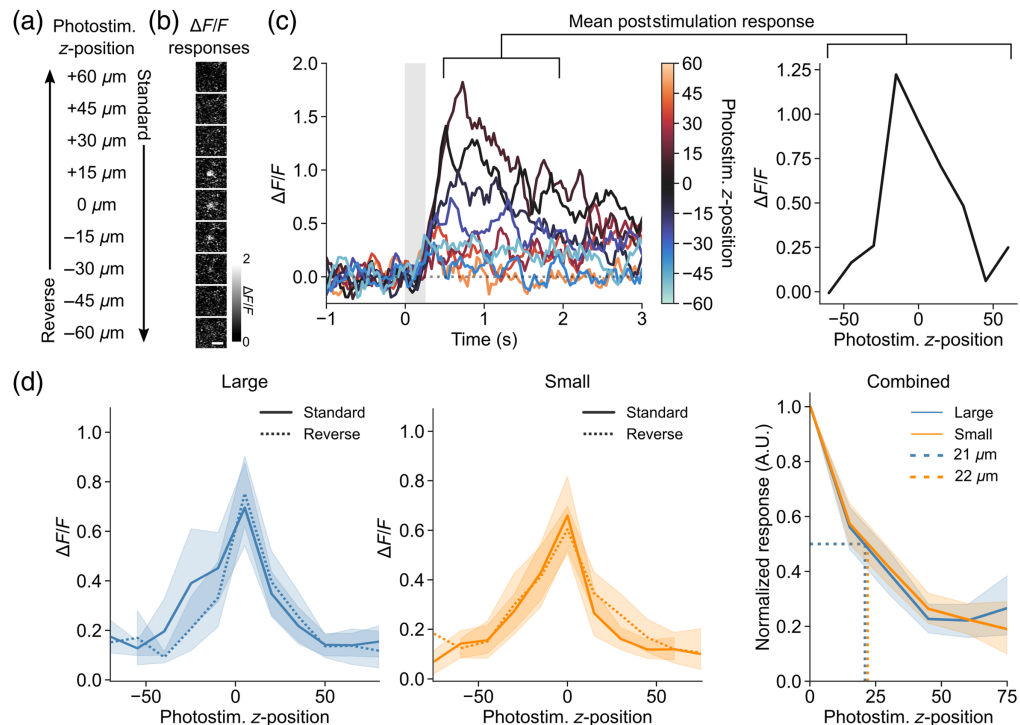 (a)
Photostim.
z-position
+60 µm
+45 µm
+30 µm
+15 µm
0 µm
–15 µm
–30 µm
–45 µm
–60 µm
Reverse
Standard
(b)
ΔF/F
responses
2
ΔF/F
0
(c)
Mean poststimulation response
2.0
1.5
1.0
0.5
0.0
ΔF/F
−1
0
1
2
3
Time (s)
60
45
30
15
0
−15
−30
−45
−60
Photostim. z-position
1.25
1.00
0.75
0.50
0.25
0.00
ΔF/F
−50
0
50
Photostim. z-position
(d)
Large
Standard
Reverse
1.0
0.8
0.6
0.4
0.2
0.0
ΔF/F
−50
0
50
Photostim. z-position
Small
Standard
Reverse
1.0
0.8
0.6
0.4
0.2
0.0
ΔF/F
−50
0
50
Photostim. z-position
Combined
Large
Small
21 µm
22 µm
1.0
0.8
0.6
0.4
0.2
0.0
Normalized response (A.U.)
0
25
50
75
Photostim. z-position